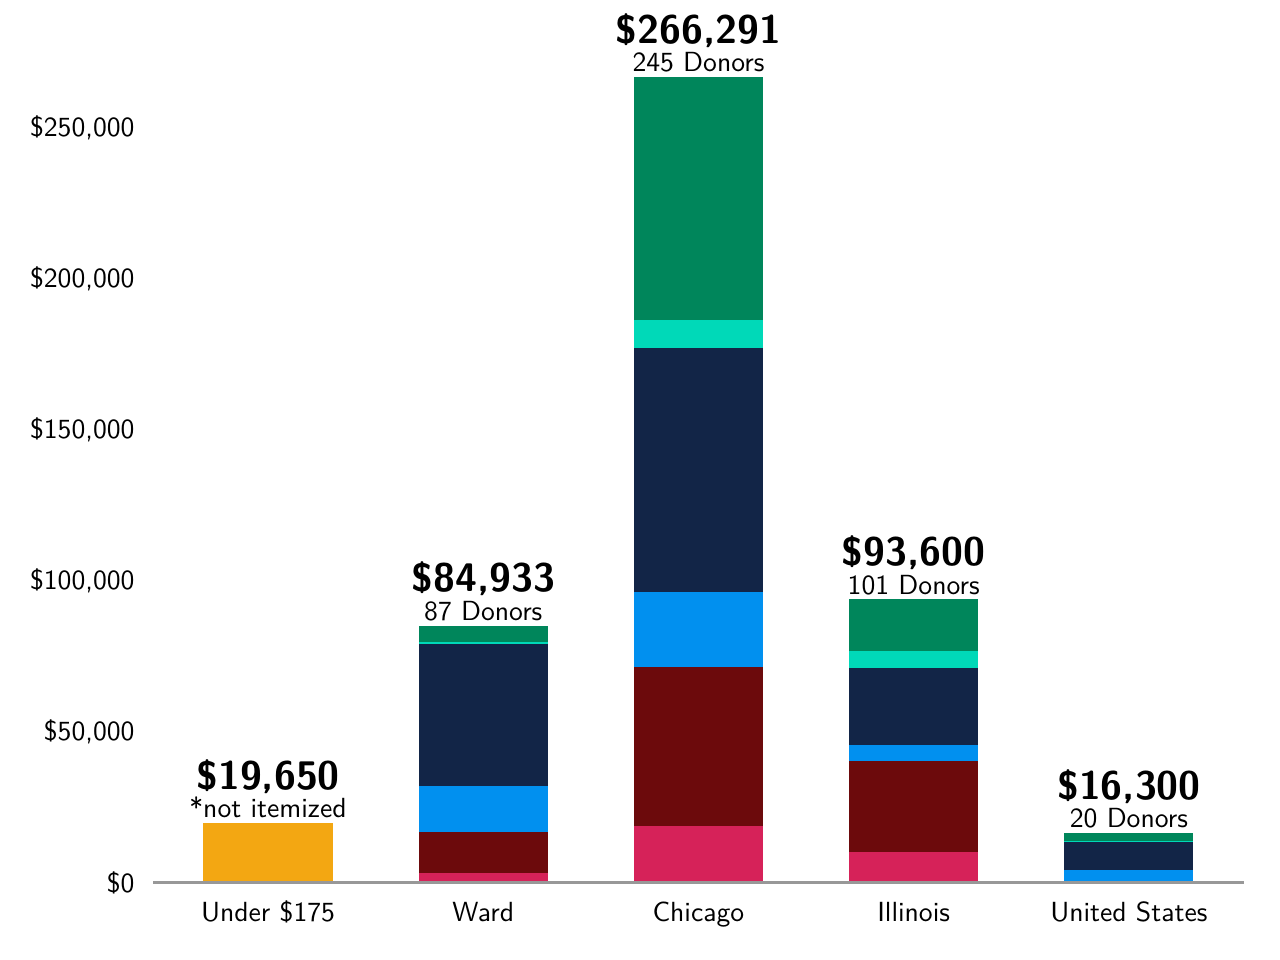 $266,291
245 Donors
$250,000
$200,000
$150,000
$100,000
$50,000
$0
$93,600
101 Donors
$84,933
87 Donors
$19,650
*not itemized
$16,300
20 Donors
Under $175
Ward
Chicago
Illinois
United States